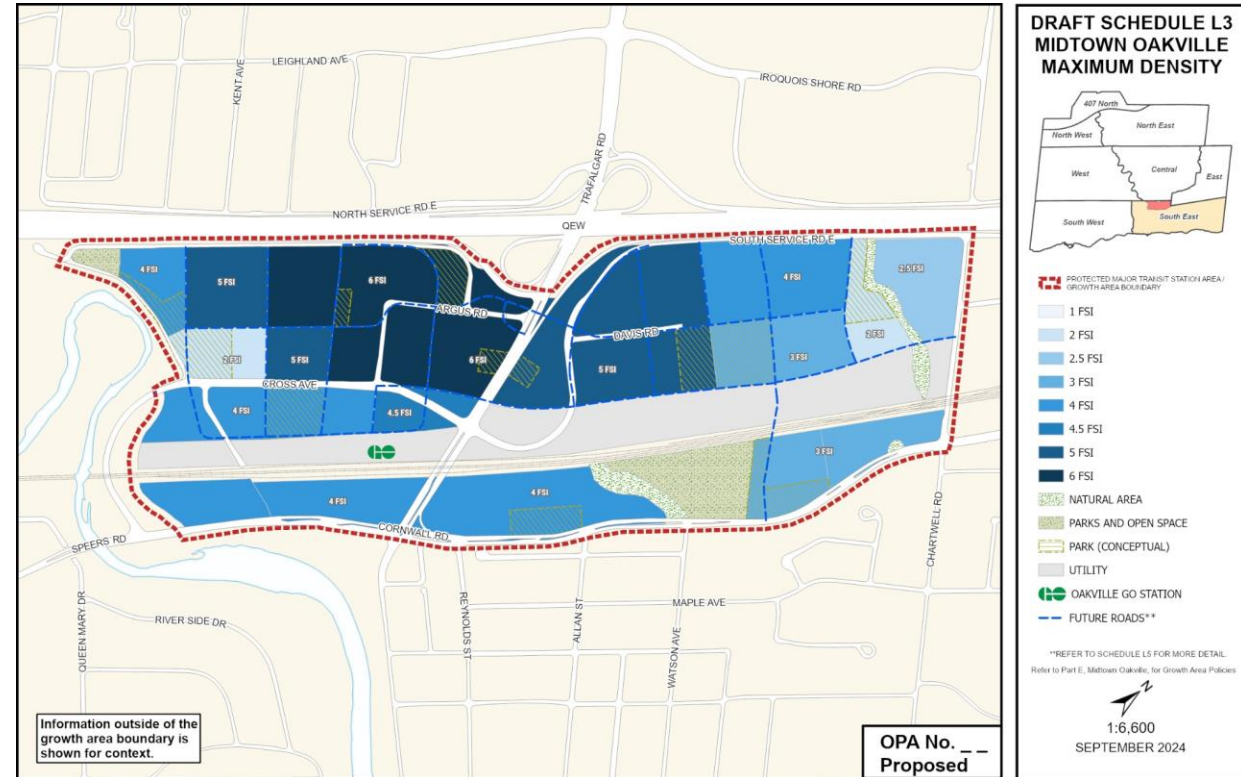 LEIGHLAND AVE
KENT AVE
IROQUOIS SHORE RD
TRAFALGAR RD
NORTH SERVICE RD E
QEW
SOUTH SERVICE RD E
4 FSI
5 FSI
6 FSI
4 FSI
2.5 FSI
ARGUS RD
DAVIS RD
2 FSI
5 FSI
6 FSI
5 FSI
3 FSI
2 FSI
CROSS AVE
4 FSI
4.5 FSI
GO
3 FSI
4 FSI
4 FSI
CORNWALL RD
SPEERS RD
CHARTWELL RD
QUEEN MARY DR
RIVER SIDE DR
REYNOLDS ST
ALLAN ST
WATSON AVE
MAPLE AVE
Information outside of the
growth area boundary is
shown for context.
OPA No. _ _
Proposed
DRAFT SCHEDULE L3
MIDTOWN OAKVILLE
MAXIMUM DENSITY
407 North
North West
North East
West
Central
East
South West
South East
PROTECTED MAJOR TRANSIT STATION AREA /
GROWTH AREA BOUNDARY
1 FSI
2 FSI
2.5 FSI
3 FSI
4 FSI
4.5 FSI
5 FSI
6 FSI
NATURAL AREA
PARKS AND OPEN SPACE
PARK (CONCEPTUAL)
UTILITY
GO OAKVILLE GO STATION
FUTURE ROADS**
**REFER TO SCHEDULE L5 FOR MORE DETAIL.
Refer to Part E, Midtown Oakville, for Growth Area Policies
N
1:6,600
SEPTEMBER 2024